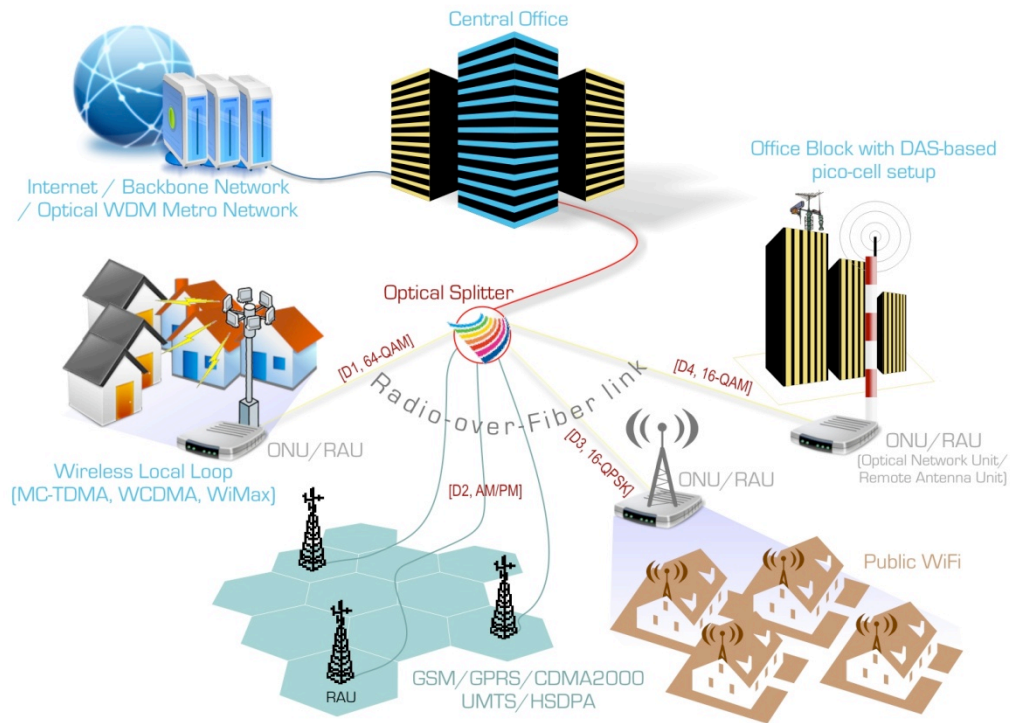 Central Office
Internet / Backbone Network
/ Optical WDM Metro Network
Office Block with DAS-based
pico-cell setup
Optical Splitter
[D1, 64-QAM]
Radio-over-Fiber link
[D4, 16-QAM]
[D3, 16-QPSK]
[D2, AM/PM]
ONU/RAU
Wireless Local Loop
(MC-TDMA, WCDMA, WiMax)
ONU/RAU
ONU/RAU
[Optical Network Unit/
Remote Antenna Unit]
Public WiFi
RAU
GSM/GPRS/CDMA2000
UMTS/HSDPA